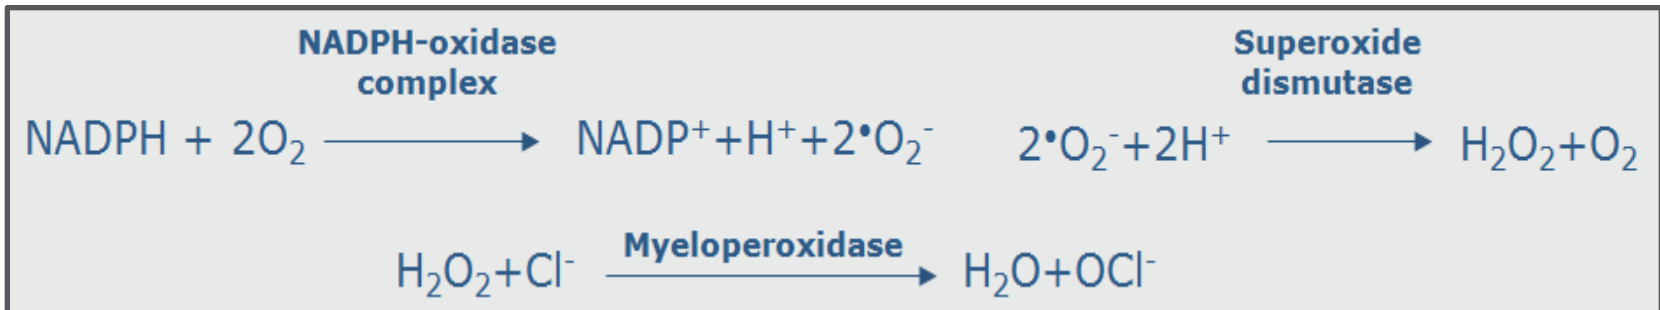 NADPH-oxidase
complex
NADPH + 2O₂ → NADP⁺+H⁺+2•O₂⁻
Superoxide
dismutase
2•O₂⁻+2H⁺ → H₂O₂+O₂
Myeloperoxidase
H₂O₂+Cl⁻ → H₂O+OCl⁻